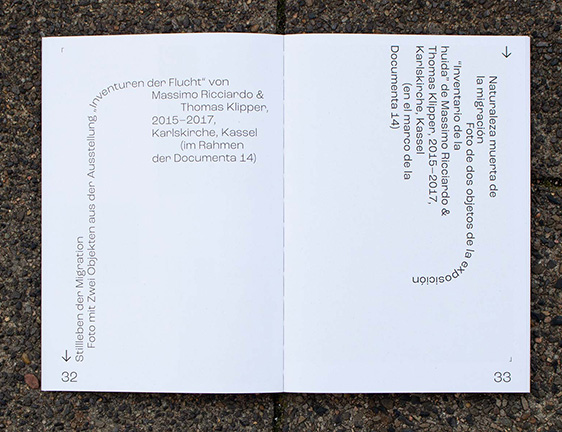 ↓ Stillleben der Migration
Foto mit Zwei Objekten aus der Ausstellung „Inventuren der Flucht“ von
Massimo Ricciardo &
Thomas Klipper,
2015–2017,
Karlskirche, Kassel
(im Rahmen
der Documenta 14)
32
↓
Naturaleza muerta de
la migración
Foto de dos objetos de la exposición
“Inventario de la
huida” de Massimo Ricciardo &
Thomas Klipper, 2015–2017,
Karlskirche, Kassel
(en el marco de la
Documenta 14)
33